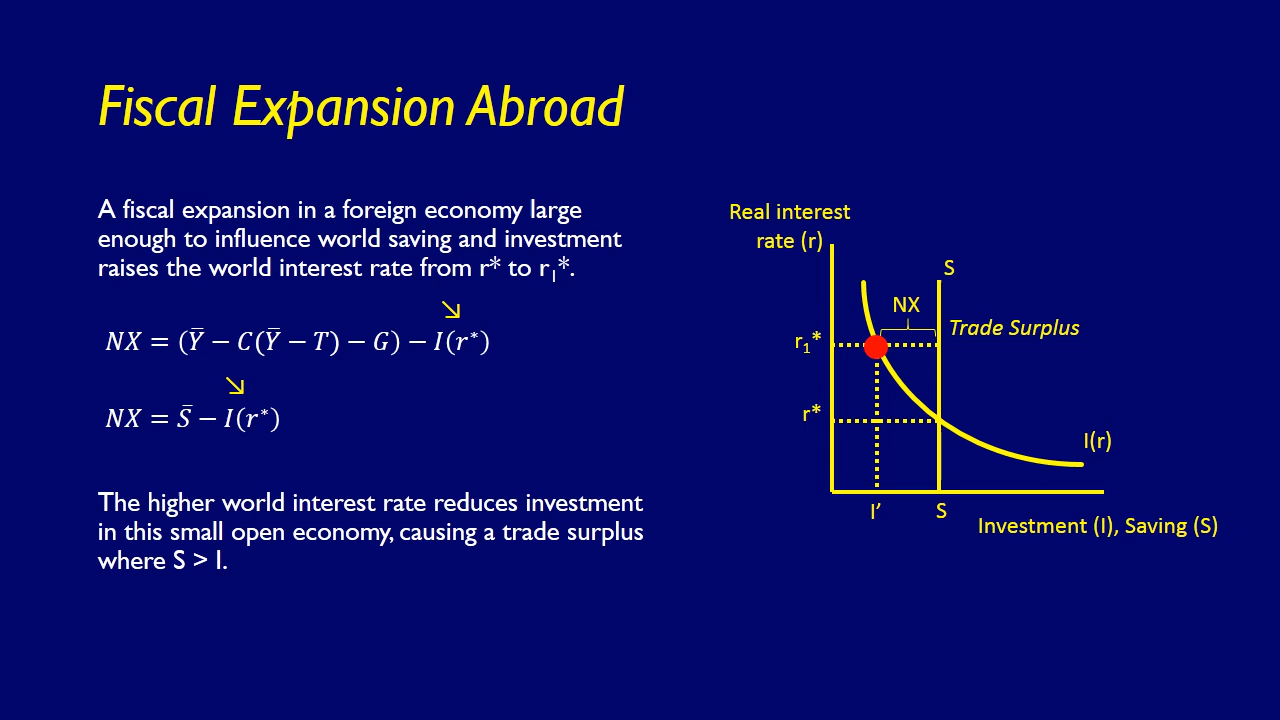 Fiscal Expansion Abroad
A fiscal expansion in a foreign economy large
enough to influence world saving and investment
raises the world interest rate from r* to r₁*.
↘
NX = (Ȳ − C(Ȳ − T) − G) − I(r*)
↘
NX = S̄ − I(r*)
The higher world interest rate reduces investment
in this small open economy, causing a trade surplus
where S > I.
Real interest
rate (r)
S
NX
Trade Surplus
r₁*
r*
I(r)
I’
S
Investment (I), Saving (S)